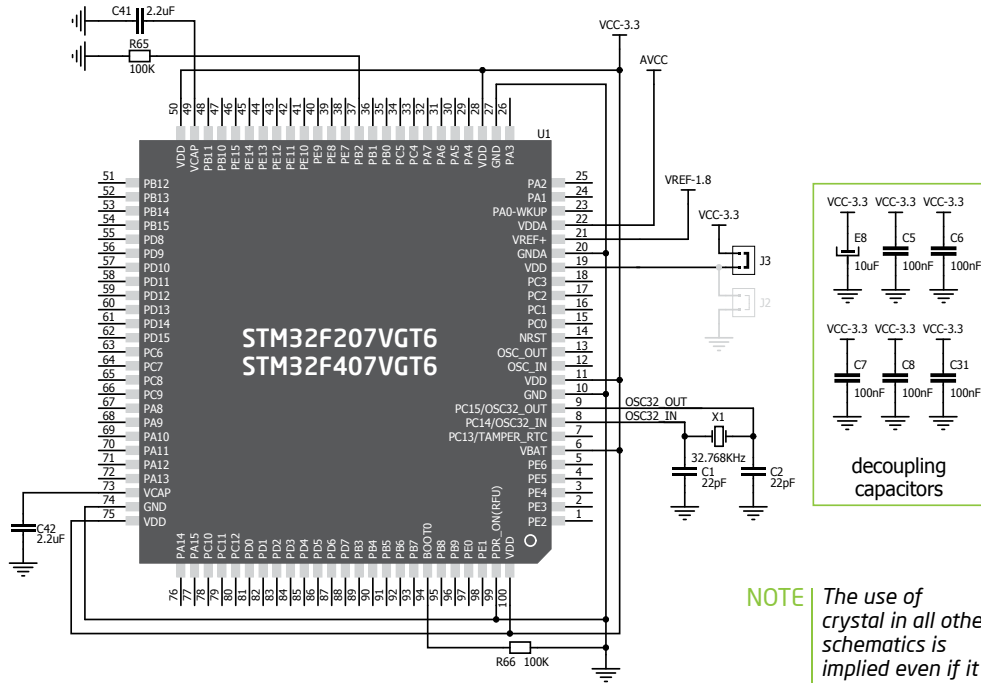 C41 2.2uF
R65
100K
VCC-3.3
AVCC
50 49 48 47 46 45 44 43 42 41 40 39 38 37 36 35 34 33 32 31 30 29 28 27 26
U1
VDD VCAP PB11 PB10 PE15 PE14 PE13 PE12 PE11 PE10 PE9 PE8 PE7 PB2 PB1 PB0 PC5 PC4 PA7 PA6 PA5 PA4 VDD GND PA3
51 PB12
52 PB13
53 PB14
54 PB15
55 PD8
56 PD9
57 PD10
58 PD11
59 PD12
60 PD13
61 PD14
62 PD15
63 PC6
64 PC7
65 PC8
66 PC9
67 PA8
68 PA9
69 PA10
70 PA11
71 PA12
72 PA13
73 VCAP
74 GND
75 VDD
STM32F207VGT6
STM32F407VGT6
PA2 25
PA1 24
PA0-WKUP 23
VDDA 22
VREF+ 21
GNDA 20
VDD 19
PC3 18
PC2 17
PC1 16
PC0 15
NRST 14
OSC_OUT 13
OSC_IN 12
VDD 11
GND 10
PC15/OSC32_OUT 9
PC14/OSC32_IN 8
PC13/TAMPER_RTC 7
VBAT 6
PE6 5
PE5 4
PE4 3
PE3 2
PE2 1
VREF-1.8
VCC-3.3
J3
J2
OSC32_OUT
OSC32_IN
X1
32.768KHz
C1
22pF
C2
22pF
C42
2.2uF
PA14 PA15 PC10 PC11 PC12 PD0 PD1 PD2 PD3 PD4 PD5 PD6 PD7 PB3 PB4 PB5 PB6 PB7 BOOT0 PB8 PB9 PE0 PE1 PDR_ON(RFU) VDD
76 77 78 79 80 81 82 83 84 85 86 87 88 89 90 91 92 93 94 95 96 97 98 99 100
R66 100K
VCC-3.3 VCC-3.3 VCC-3.3
E8 C5 C6
10uF 100nF 100nF
VCC-3.3 VCC-3.3 VCC-3.3
C7 C8 C31
100nF 100nF 100nF
decoupling
capacitors
NOTE
The use of
crystal in all othe
schematics is
implied even if it